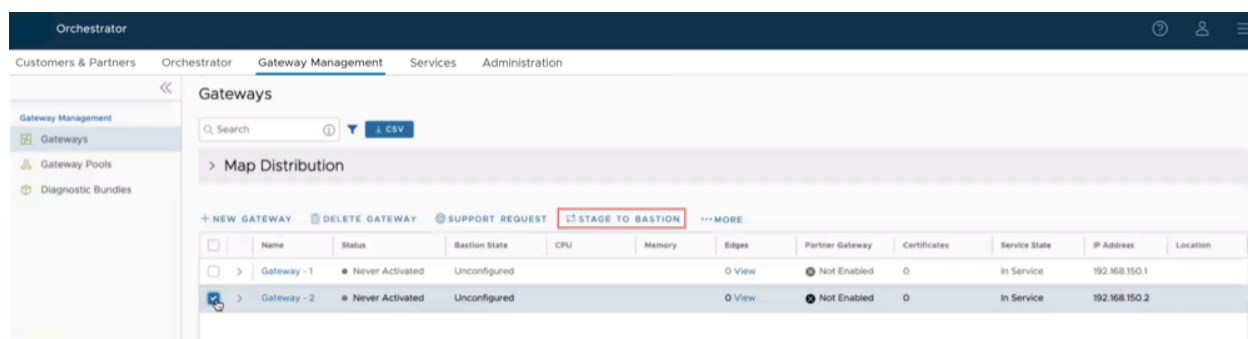 Orchestrator
Customers & Partners Orchestrator Gateway Management Services Administration
Gateways
Gateway Management
Search CSV
Gateways
Map Distribution
Gateway Pools
Diagnostic Bundles
+ NEW GATEWAY DELETE GATEWAY SUPPORT REQUEST STAGE TO BASTION ··· MORE
Name Status Bastion State CPU Memory Edges Partner Gateway Certificates Service State IP Address Location
Gateway - 1 Never Activated Unconfigured 0 View Not Enabled 0 In Service 192.168.150.1
Gateway - 2 Never Activated Unconfigured 0 View Not Enabled 0 In Service 192.168.150.2